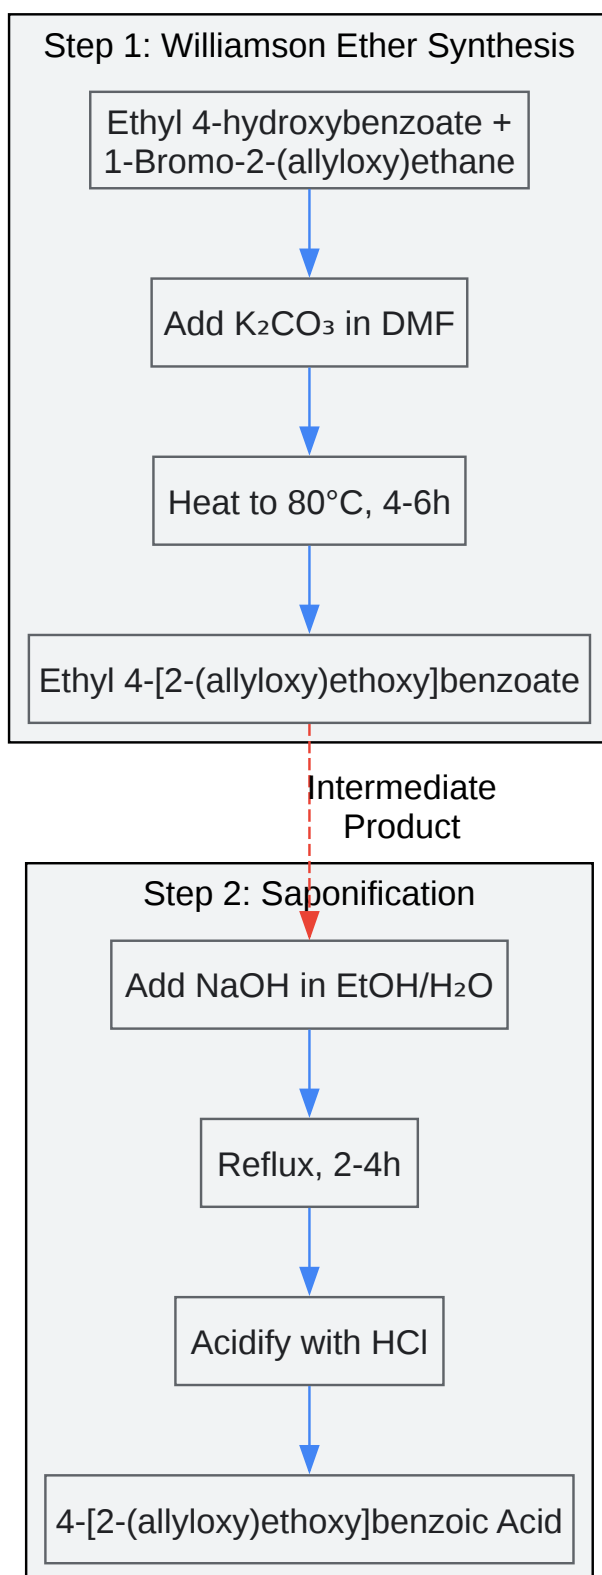 Step 1: Williamson Ether Synthesis
Ethyl 4-hydroxybenzoate +
1-Bromo-2-(allyloxy)ethane
Add K₂CO₃ in DMF
Heat to 80°C, 4-6h
Ethyl 4-[2-(allyloxy)ethoxy]benzoate
Intermediate
Product
Step 2: Saponification
Add NaOH in EtOH/H₂O
Reflux, 2-4h
Acidify with HCl
4-[2-(allyloxy)ethoxy]benzoic Acid